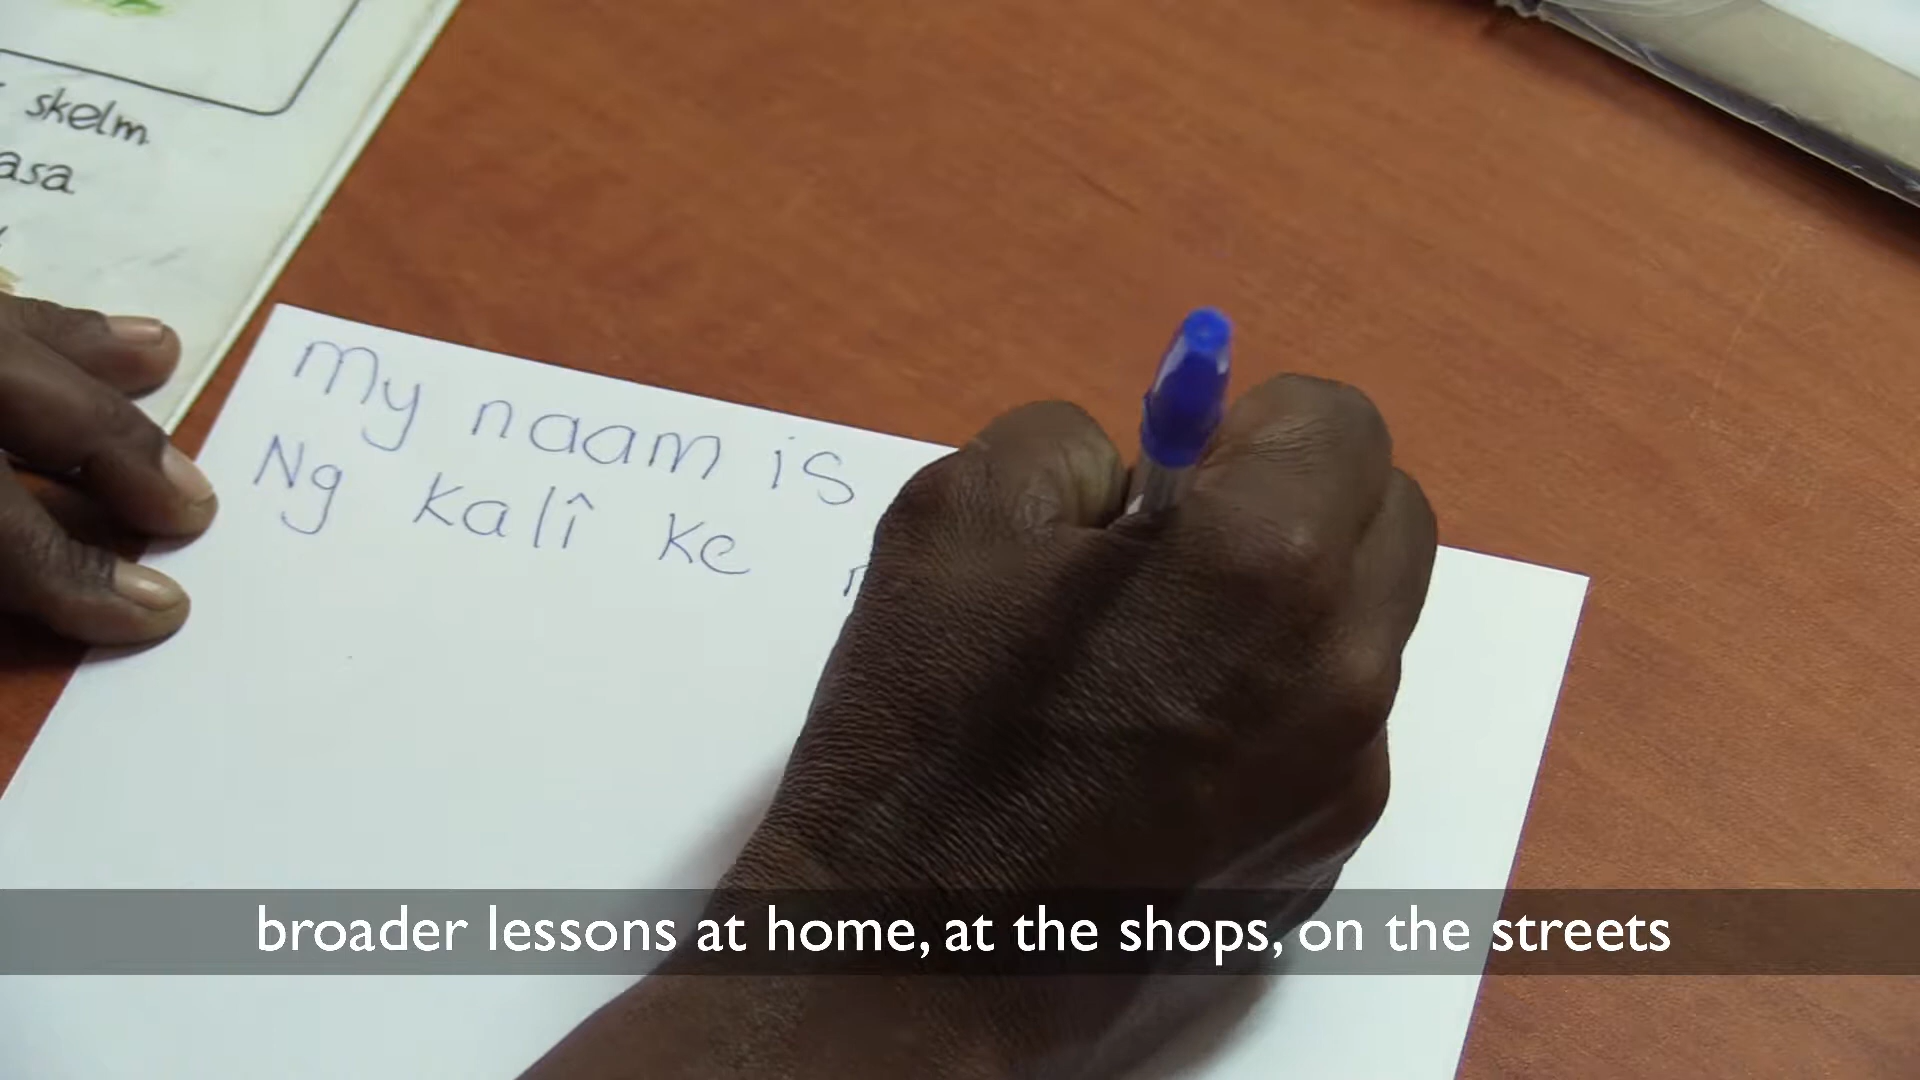 skelm
asa
My naam is
Ng kalî ke
broader lessons at home, at the shops, on the streets